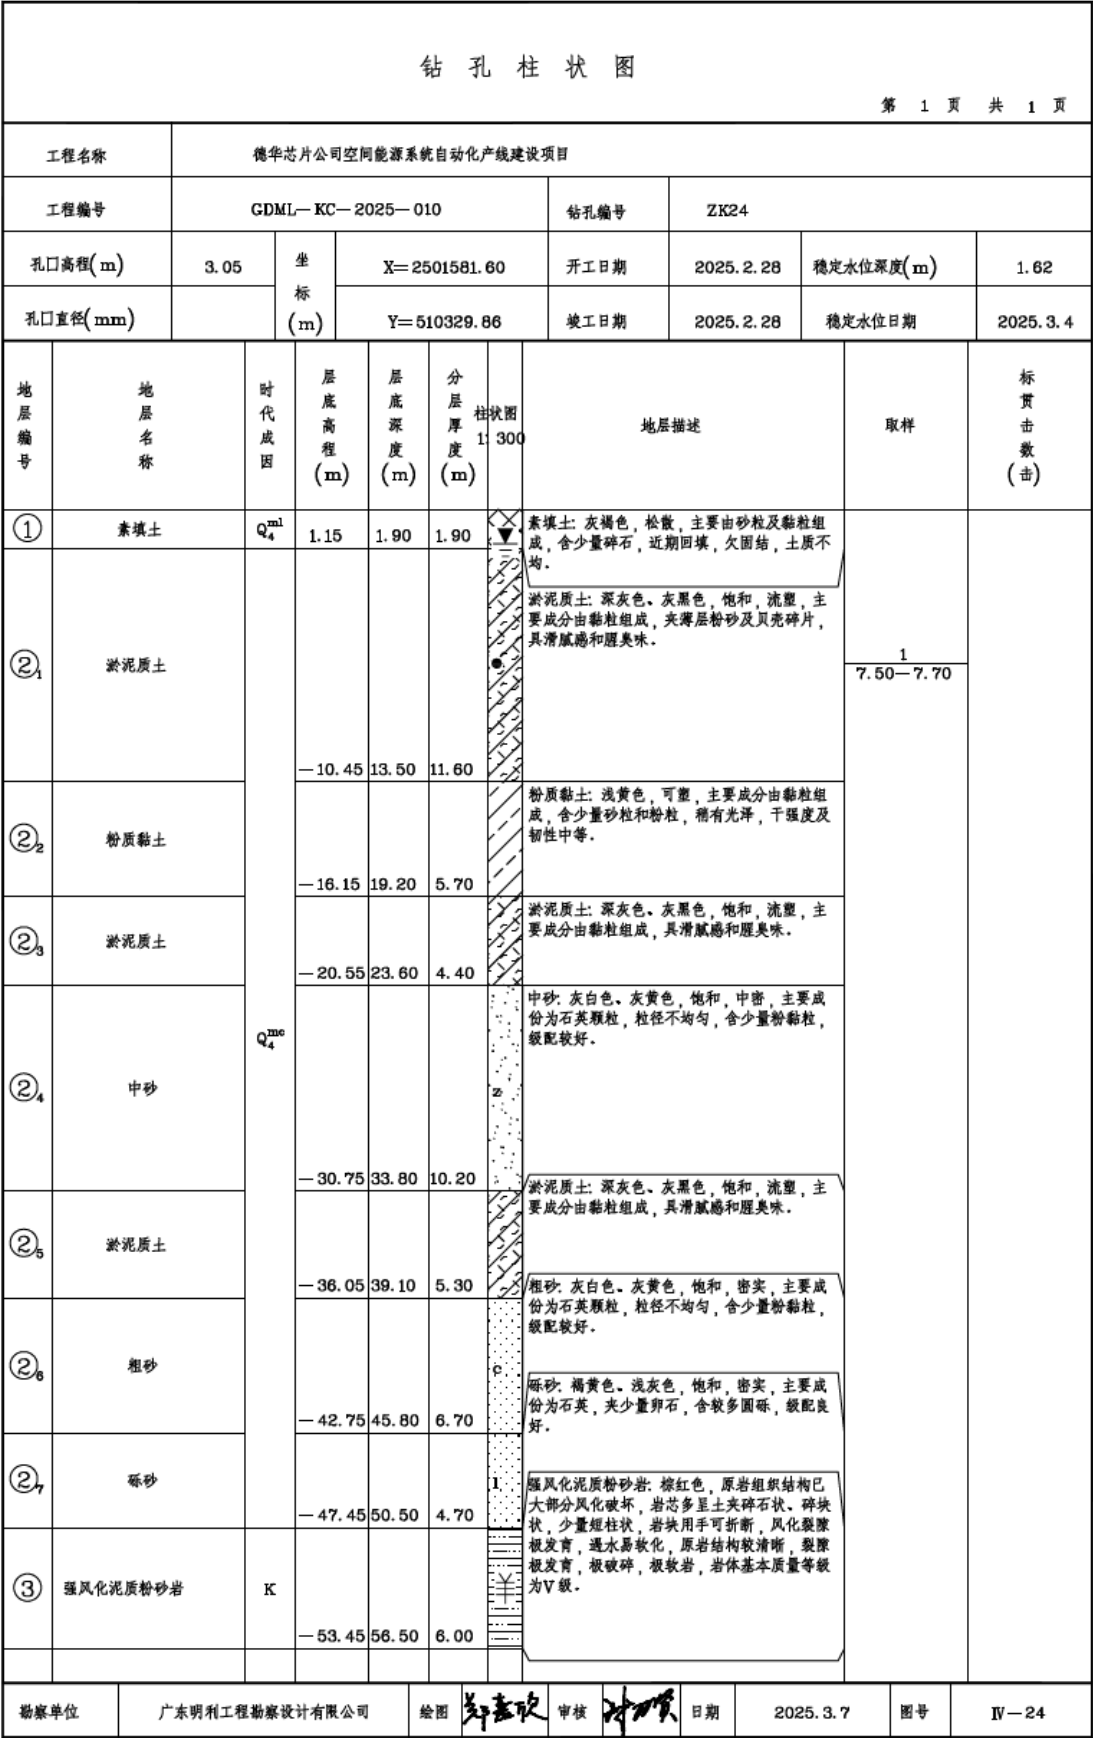 钻 孔 柱 状 图
第 1 页 共 1 页
工程名称 德华芯片公司空间能源系统自动化产线建设项目
工程编号 GDML—KC—2025—010 钻孔编号 ZK24
孔口高程(m) 3.05 坐标(m) X=2501581.60 开工日期 2025.2.28 稳定水位深度(m) 1.62
孔口直径(mm) Y=510329.86 竣工日期 2025.2.28 稳定水位日期 2025.3.4
地层编号 地层名称 时代成因 层底高程(m) 层底深度(m) 分层厚度(m) 柱状图 1:300 地层描述 取样 标贯击数(击)
① 素填土 Q4ml 1.15 1.90 1.90
素填土: 灰褐色, 松散, 主要由砂粒及黏粒组
成, 含少量碎石, 近期回填, 欠固结, 土质不
均.
②1 淤泥质土 —10.45 13.50 11.60
淤泥质土: 深灰色、灰黑色, 饱和, 流塑, 主
要成分由黏粒组成, 夹薄层粉砂及贝壳碎片,
具滑腻感和腥臭味.
1
7.50—7.70
②2 粉质黏土 —16.15 19.20 5.70
粉质黏土: 浅黄色, 可塑, 主要成分由黏粒组
成, 含少量砂粒和粉粒, 稍有光泽, 干强度及
韧性中等.
②3 淤泥质土 —20.55 23.60 4.40
淤泥质土: 深灰色、灰黑色, 饱和, 流塑, 主
要成分由黏粒组成, 具滑腻感和腥臭味.
Q4mc
②4 中砂 —30.75 33.80 10.20
z
中砂: 灰白色、灰黄色, 饱和, 中密, 主要成
份为石英颗粒, 粒径不均匀, 含少量粉黏粒,
级配较好.
②5 淤泥质土 —36.05 39.10 5.30
淤泥质土: 深灰色、灰黑色, 饱和, 流塑, 主
要成分由黏粒组成, 具滑腻感和腥臭味.
②6 粗砂 —42.75 45.80 6.70
c
粗砂: 灰白色、灰黄色, 饱和, 密实, 主要成
份为石英颗粒, 粒径不均匀, 含少量粉黏粒,
级配较好.
②7 砾砂 —47.45 50.50 4.70
l
砾砂: 褐黄色、浅灰色, 饱和, 密实, 主要成
份为石英, 夹少量卵石, 含较多圆砾, 级配良
好.
③ 强风化泥质粉砂岩 K —53.45 56.50 6.00
强风化泥质粉砂岩: 棕红色, 原岩组织结构已
大部分风化破坏, 岩芯多呈土夹碎石状、碎块
状, 少量短柱状, 岩块用手可折断, 风化裂隙
极发育, 遇水易软化, 原岩结构较清晰, 裂隙
极发育, 极破碎, 极软岩, 岩体基本质量等级
为V级.
勘察单位 广东明利工程勘察设计有限公司 绘图 郑嘉欣 审核 日期 2025.3.7 图号 Ⅳ—24